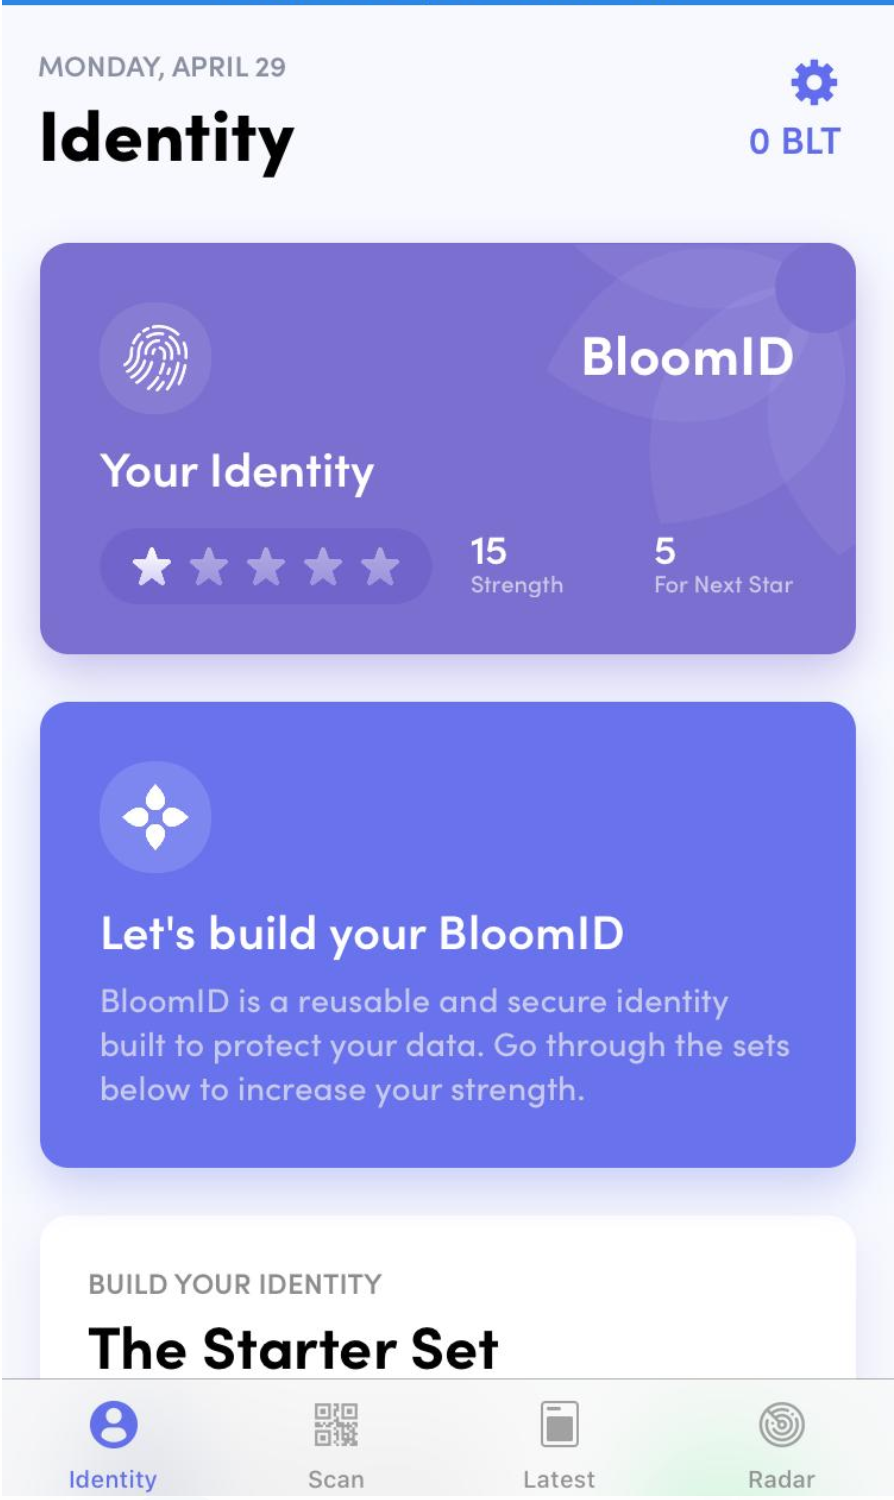 MONDAY, APRIL 29
Identity
0 BLT
BloomID
Your Identity
15
Strength
5
For Next Star
Let's build your BloomID
BloomID is a reusable and secure identity
built to protect your data. Go through the sets
below to increase your strength.
BUILD YOUR IDENTITY
The Starter Set
Identity
Scan
Latest
Radar